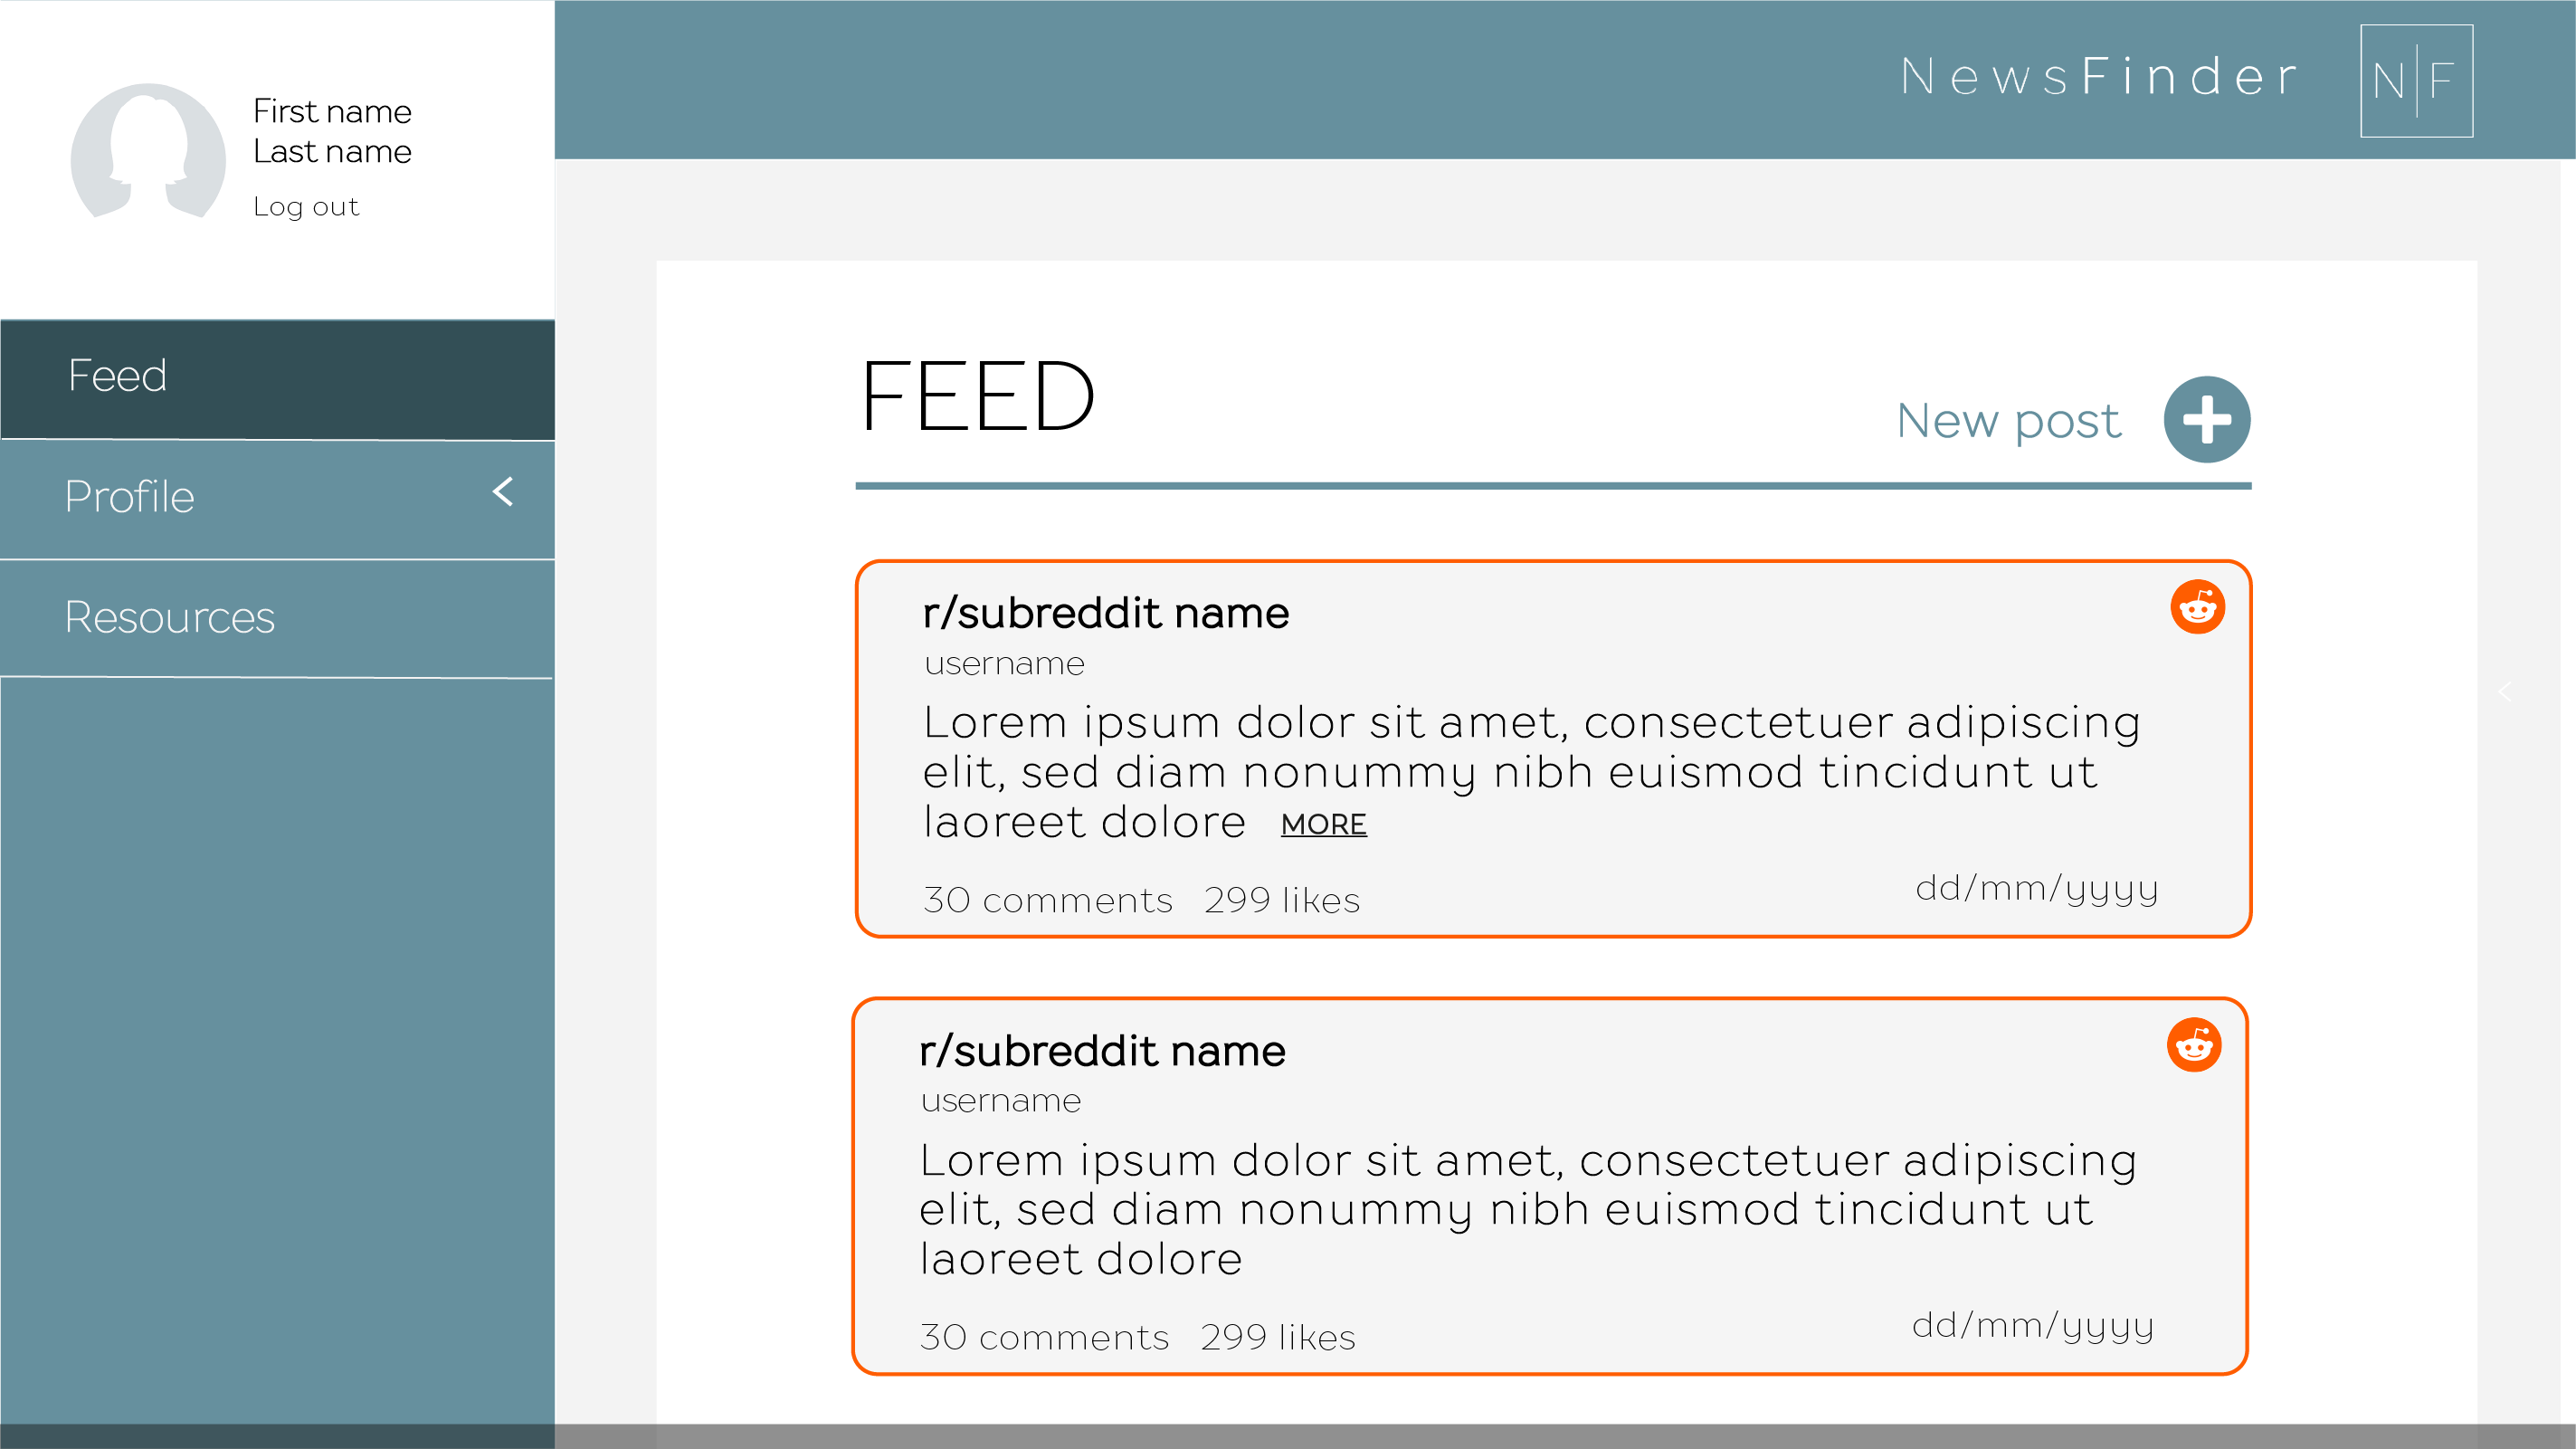 First name
Last name
Log out
NewsFinder
N|F
Feed
Profile
Resources
FEED
New post
r/subreddit name
username
Lorem ipsum dolor sit amet, consectetuer adipiscing
elit, sed diam nonummy nibh euismod tincidunt ut
laoreet dolore MORE
30 comments 299 likes
dd/mm/yyyy
r/subreddit name
username
Lorem ipsum dolor sit amet, consectetuer adipiscing
elit, sed diam nonummy nibh euismod tincidunt ut
laoreet dolore
30 comments 299 likes
dd/mm/yyyy